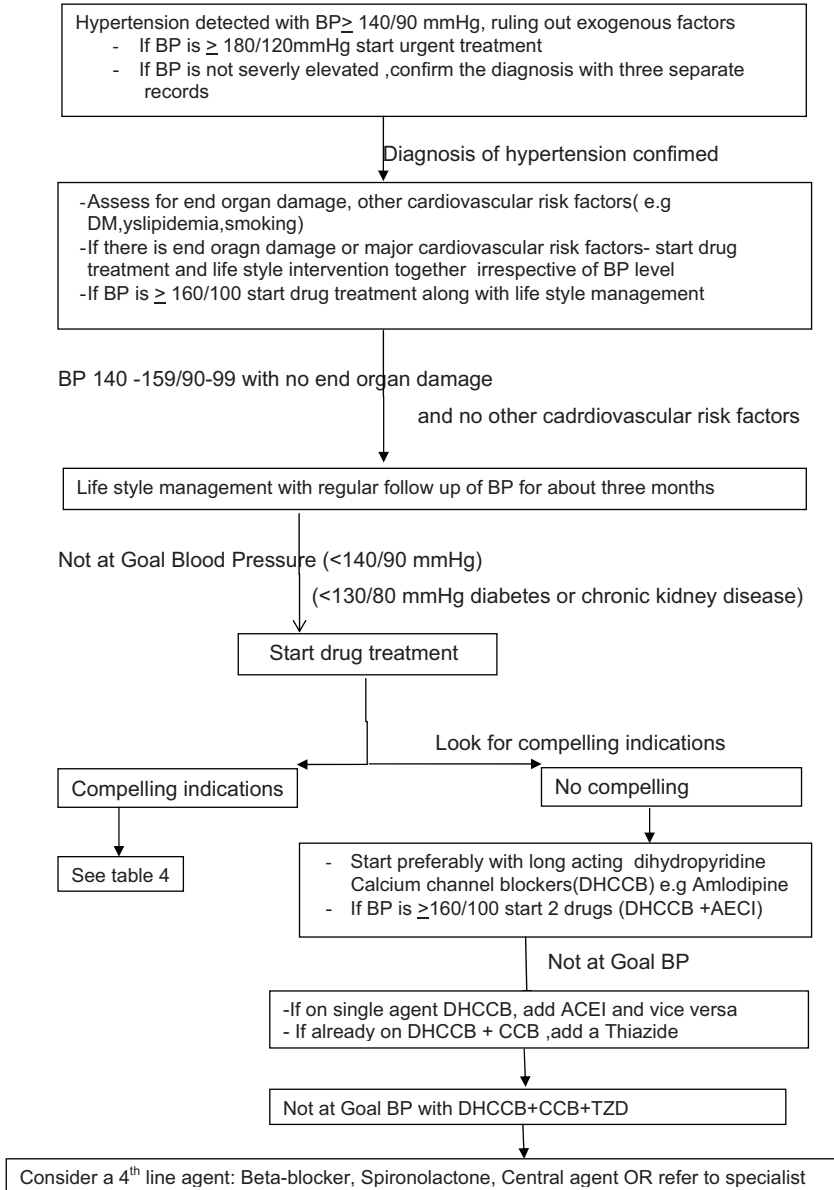 Hypertension detected with BP≥ 140/90 mmHg, ruling out exogenous factors
- If BP is ≥ 180/120mmHg start urgent treatment
- If BP is not severly elevated ,confirm the diagnosis with three separate
records
Diagnosis of hypertension confimed
-Assess for end organ damage, other cardiovascular risk factors( e.g
DM,yslipidemia,smoking)
-If there is end oragn damage or major cardiovascular risk factors- start drug
treatment and life style intervention together irrespective of BP level
-If BP is ≥ 160/100 start drug treatment along with life style management
BP 140 -159/90-99 with no end organ damage
and no other cadrdiovascular risk factors
Life style management with regular follow up of BP for about three months
Not at Goal Blood Pressure (<140/90 mmHg)
(<130/80 mmHg diabetes or chronic kidney disease)
Start drug treatment
Look for compelling indications
Compelling indications
No compelling
See table 4
- Start preferably with long acting dihydropyridine
Calcium channel blockers(DHCCB) e.g Amlodipine
- If BP is ≥160/100 start 2 drugs (DHCCB +AECI)
Not at Goal BP
-If on single agent DHCCB, add ACEI and vice versa
- If already on DHCCB + CCB ,add a Thiazide
Not at Goal BP with DHCCB+CCB+TZD
Consider a 4th line agent: Beta-blocker, Spironolactone, Central agent OR refer to specialist